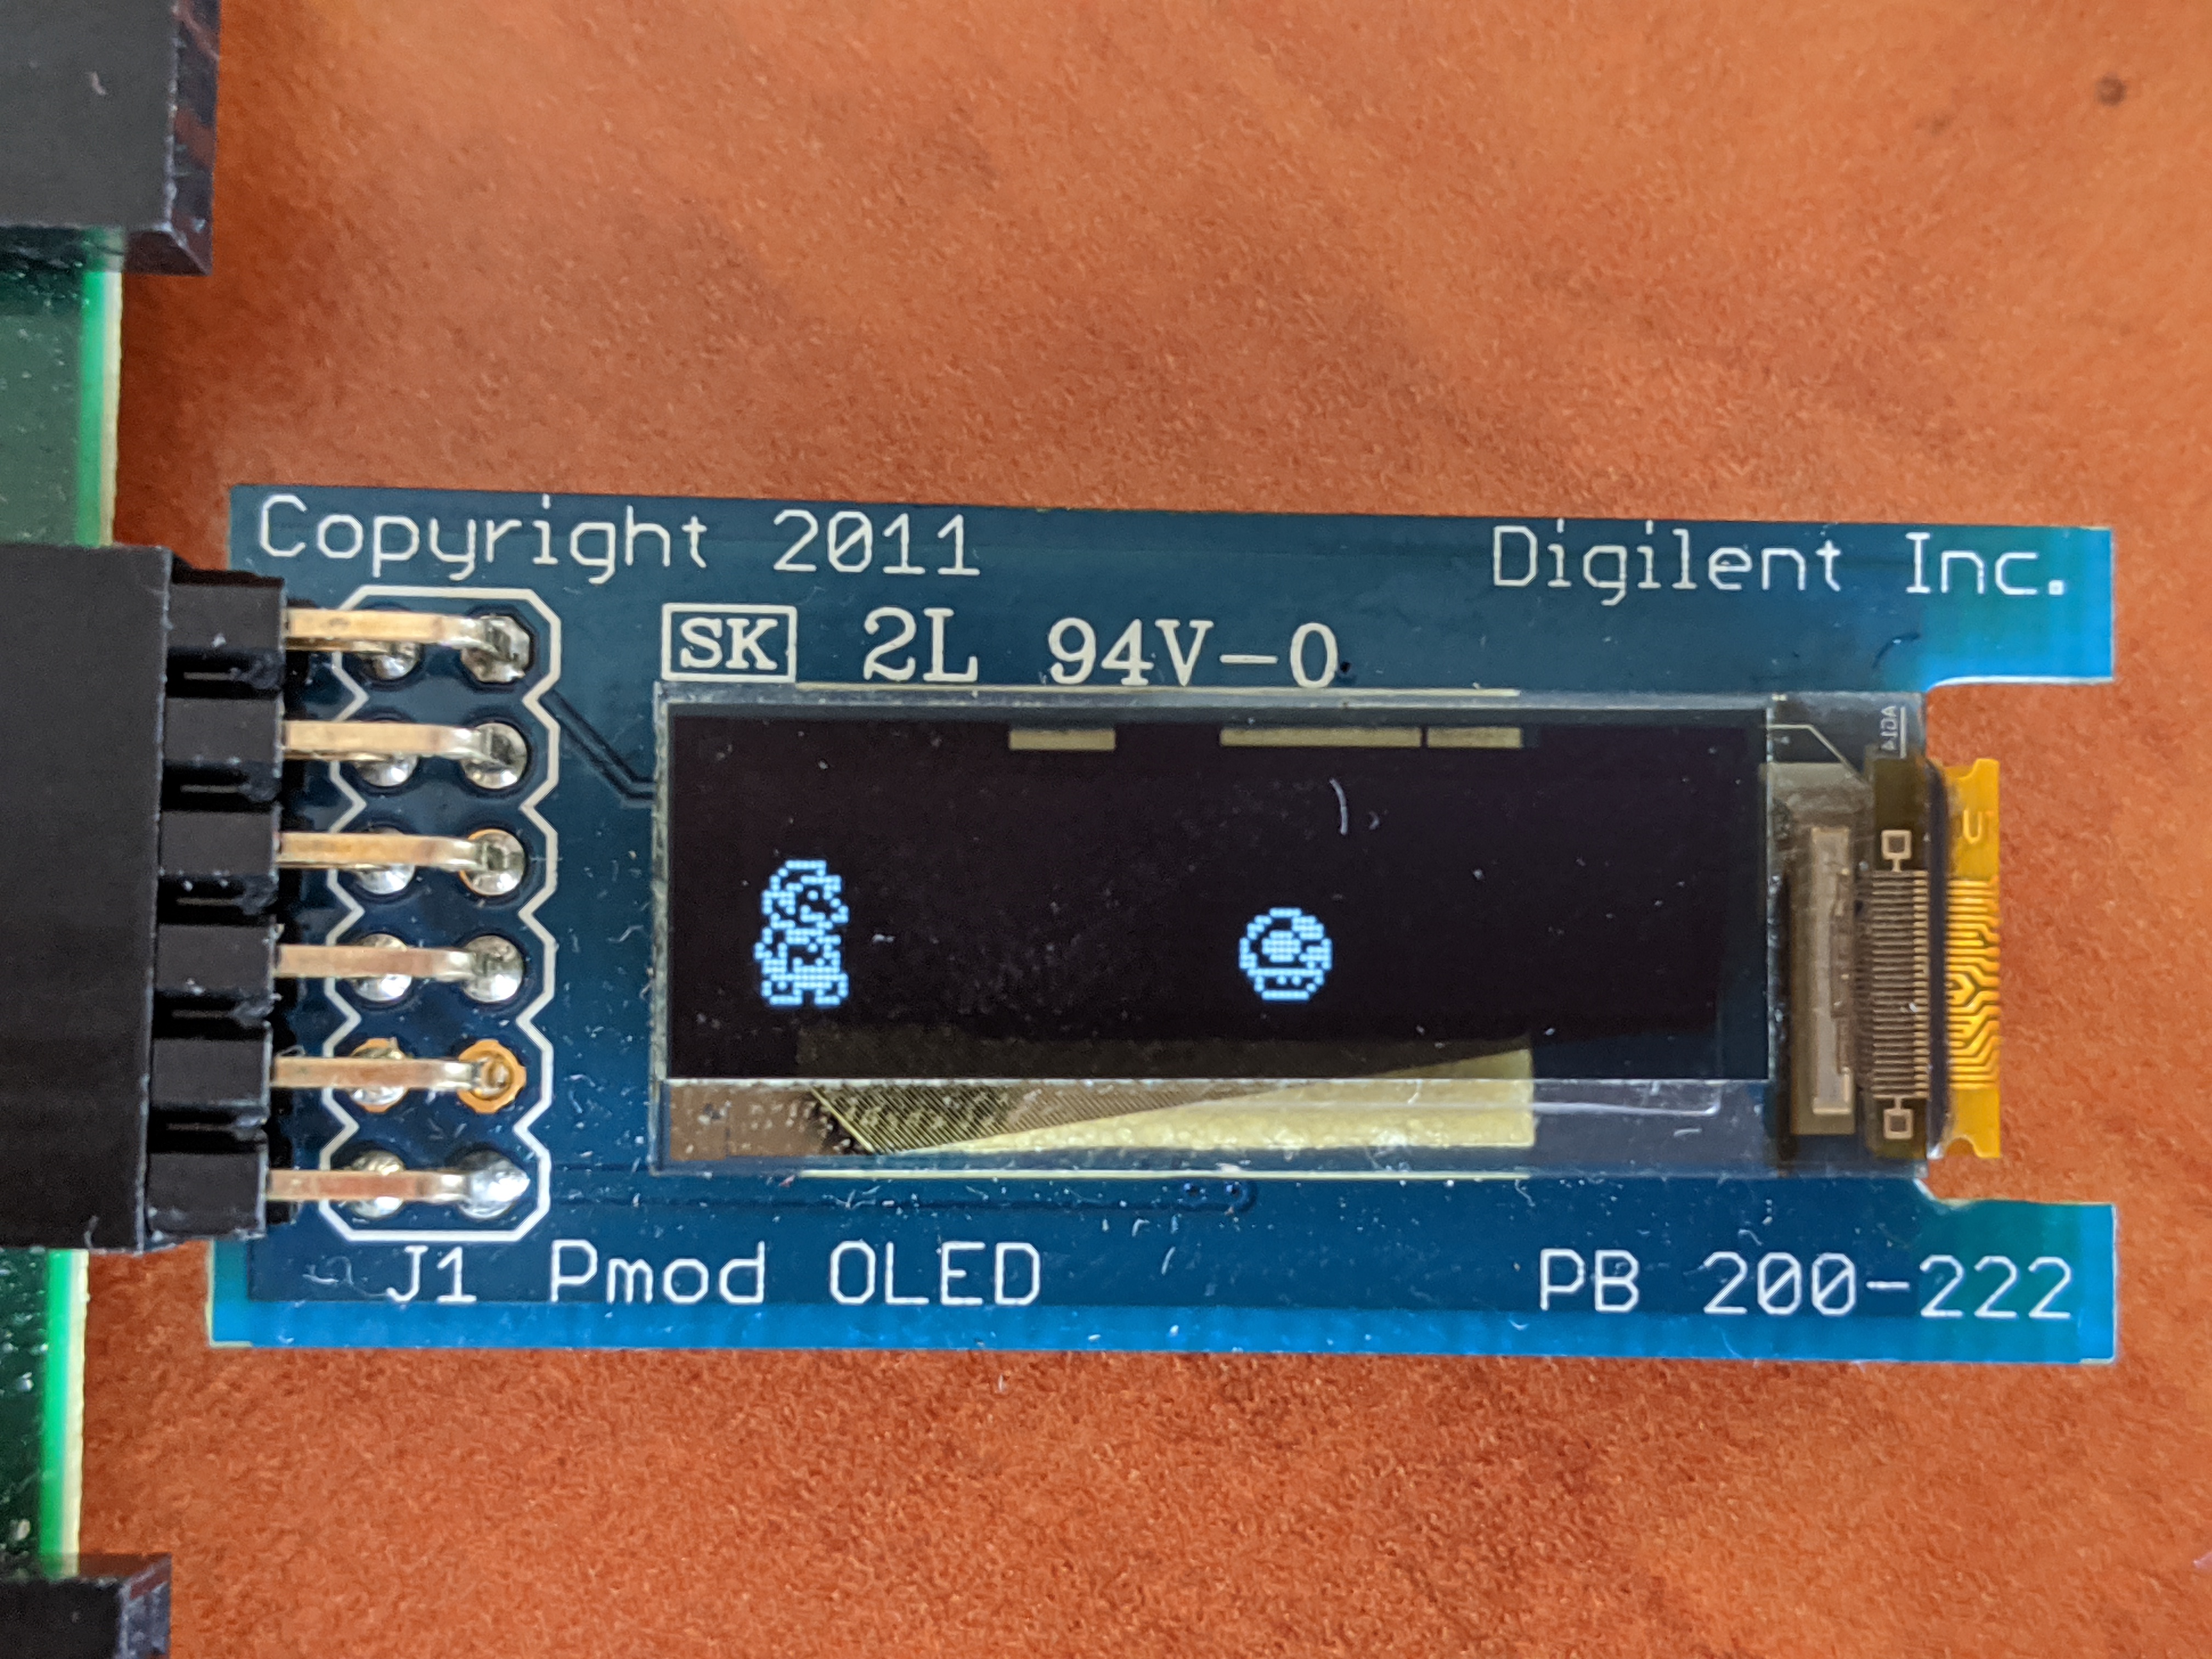 Copyright 2011
Digilent Inc.
SK 2L 94V-0
J1 Pmod OLED
PB 200-222